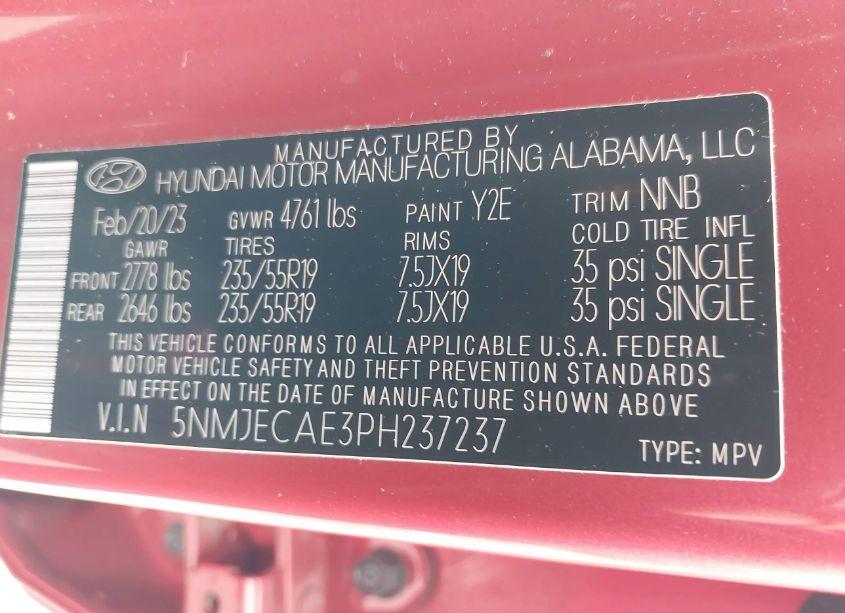 MANUFACTURED BY
HYUNDAI MOTOR MANUFACTURING ALABAMA, LLC
Feb/20/23 GVWR 4761 lbs PAINT Y2E TRIM NNB
GAWR TIRES RIMS COLD TIRE INFL
FRONT 2778 lbs 235/55R19 7.5JX19 35 psi SINGLE
REAR 2646 lbs 235/55R19 7.5JX19 35 psi SINGLE
THIS VEHICLE CONFORMS TO ALL APPLICABLE U.S.A. FEDERAL
MOTOR VEHICLE SAFETY AND THEFT PREVENTION STANDARDS
IN EFFECT ON THE DATE OF MANUFACTURE SHOWN ABOVE
V.I.N 5NMJECAE3PH237237
TYPE: MPV